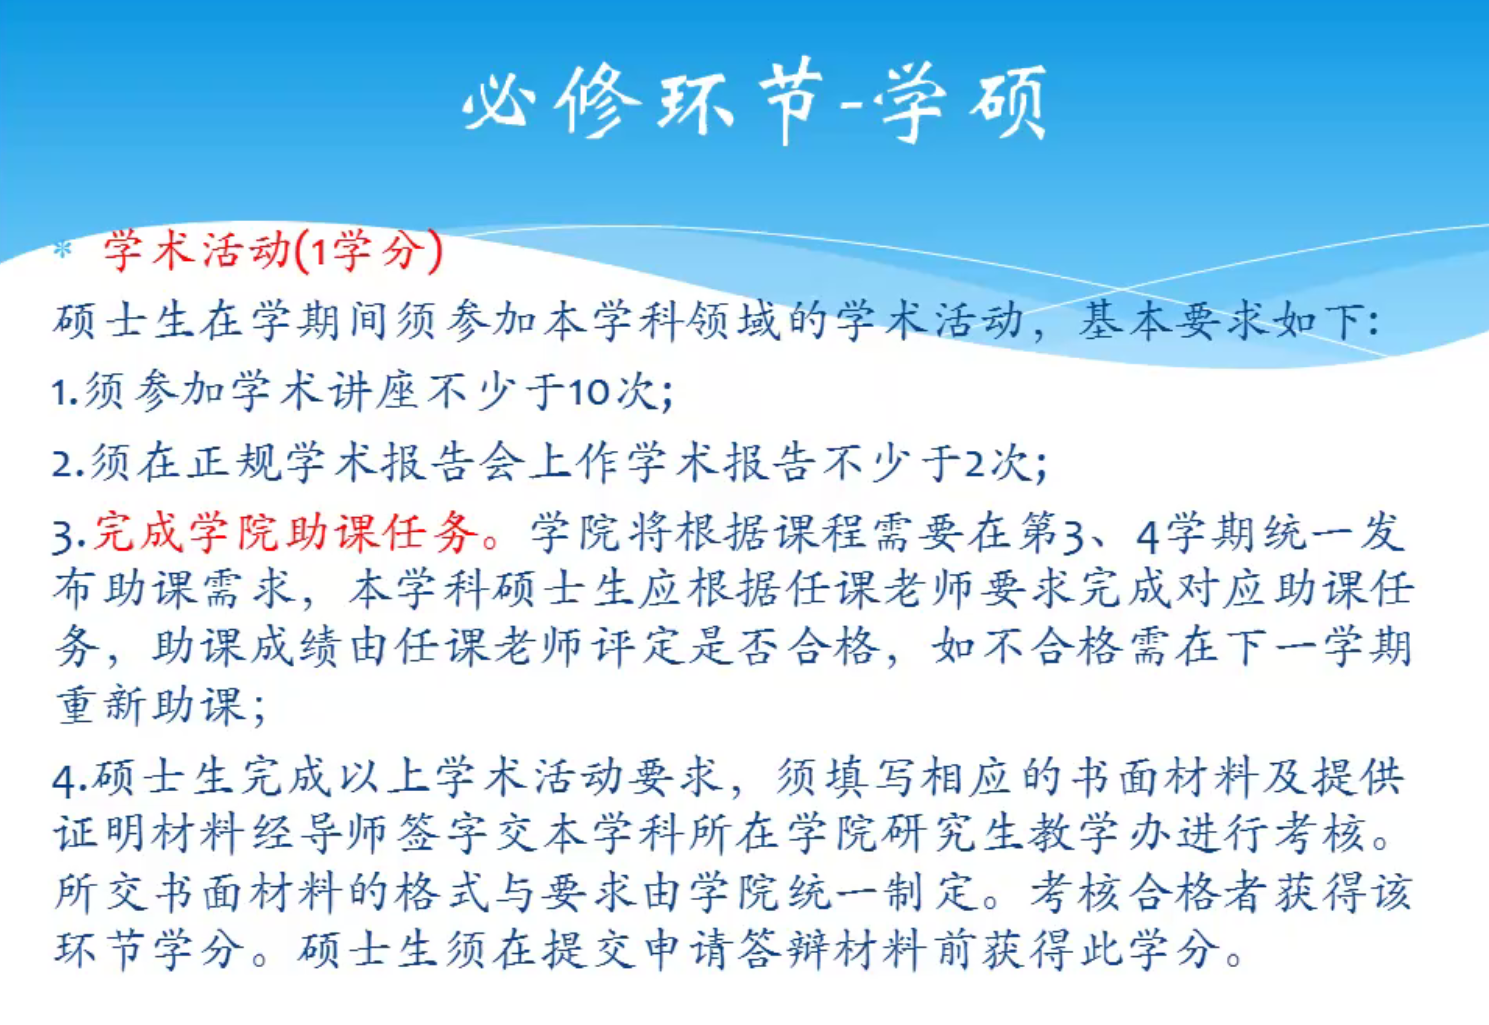 必修环节-学硕
* 学术活动(1学分)
硕士生在学期间须参加本学科领域的学术活动，基本要求如下:
1.须参加学术讲座不少于10次;
2.须在正规学术报告会上作学术报告不少于2次;
3.完成学院助课任务。学院将根据课程需要在第3、4学期统一发
布助课需求，本学科硕士生应根据任课老师要求完成对应助课任
务，助课成绩由任课老师评定是否合格，如不合格需在下一学期
重新助课；
4.硕士生完成以上学术活动要求，须填写相应的书面材料及提供
证明材料经导师签字交本学科所在学院研究生教学办进行考核。
所交书面材料的格式与要求由学院统一制定。考核合格者获得该
环节学分。硕士生须在提交申请答辩材料前获得此学分。